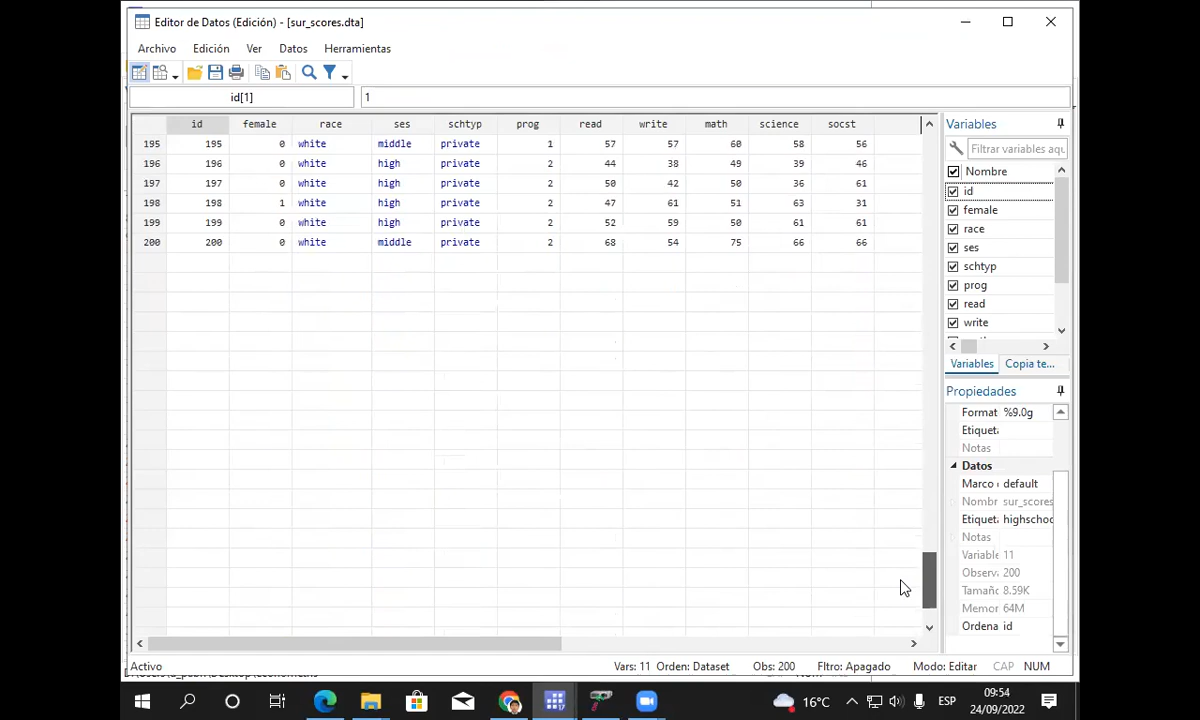 Editor de Datos (Edición) - [sur_scores.dta]
Archivo Edición Ver Datos Herramientas
id[1] 1
id female race ses schtyp prog read write math science socst
195 195 0 white middle private 1 57 57 60 58 56
196 196 0 white high private 2 44 38 49 39 46
197 197 0 white high private 2 50 42 50 36 61
198 198 1 white high private 2 47 61 51 63 31
199 199 0 white high private 2 52 59 50 61 61
200 200 0 white middle private 2 68 54 75 66 66
Variables
Filtrar variables aqu
Nombre
id
female
race
ses
schtyp
prog
read
write
Variables Copia te...
Propiedades
Format %9.0g
Etiqueta
Notas
Datos
Marco default
Nombr sur_scores
Etiquet highschoo
Notas
Variable 11
Observa 200
Tamaño 8.59K
Memor 64M
Ordena id
Activo Vars: 11 Orden: Dataset Obs: 200 Fltro: Apagado Modo: Editar CAP NUM
16°C ESP 09:54
24/09/2022